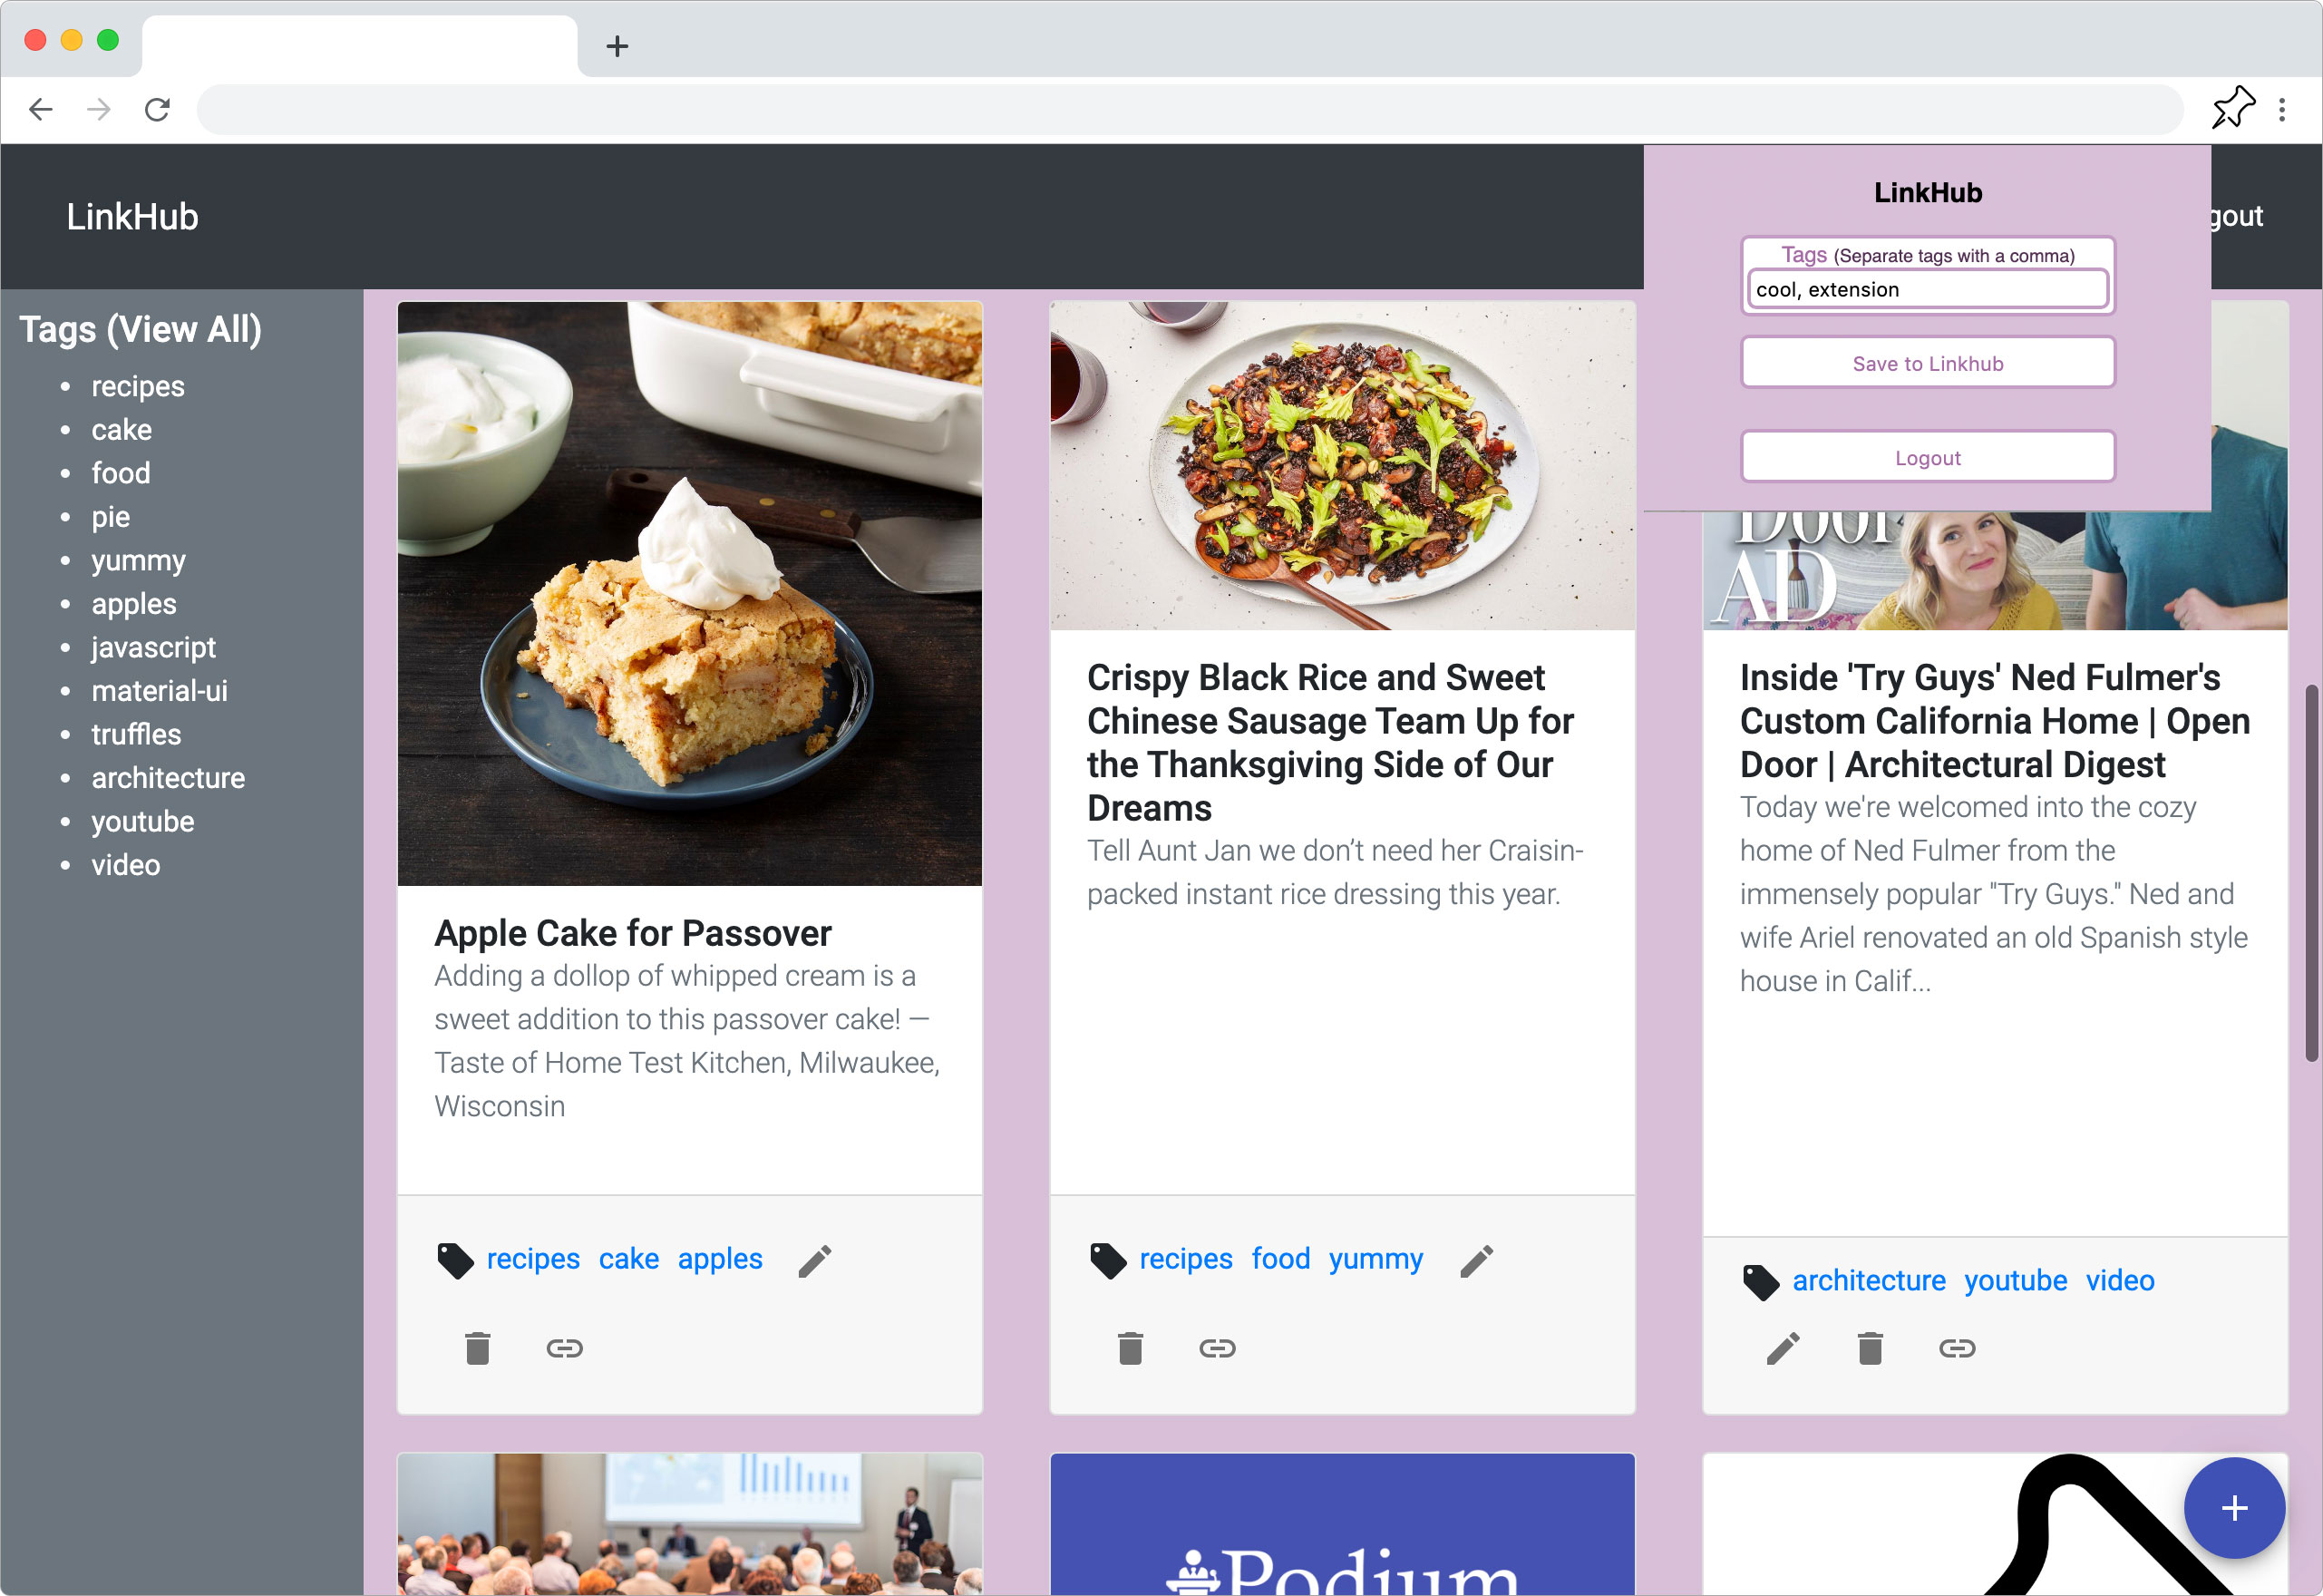 LinkHub
gout
LinkHub
Tags (Separate tags with a comma)
cool, extension
Save to Linkhub
Logout
Tags (View All)
recipes
cake
food
pie
yummy
apples
javascript
material-ui
truffles
architecture
youtube
video
Apple Cake for Passover
Adding a dollop of whipped cream is a
sweet addition to this passover cake! —
Taste of Home Test Kitchen, Milwaukee,
Wisconsin
recipes cake apples
Crispy Black Rice and Sweet
Chinese Sausage Team Up for
the Thanksgiving Side of Our
Dreams
Tell Aunt Jan we don’t need her Craisin-
packed instant rice dressing this year.
recipes food yummy
DOOR
AD
Inside 'Try Guys' Ned Fulmer's
Custom California Home | Open
Door | Architectural Digest
Today we're welcomed into the cozy
home of Ned Fulmer from the
immensely popular "Try Guys." Ned and
wife Ariel renovated an old Spanish style
house in Calif...
architecture youtube video
Podium